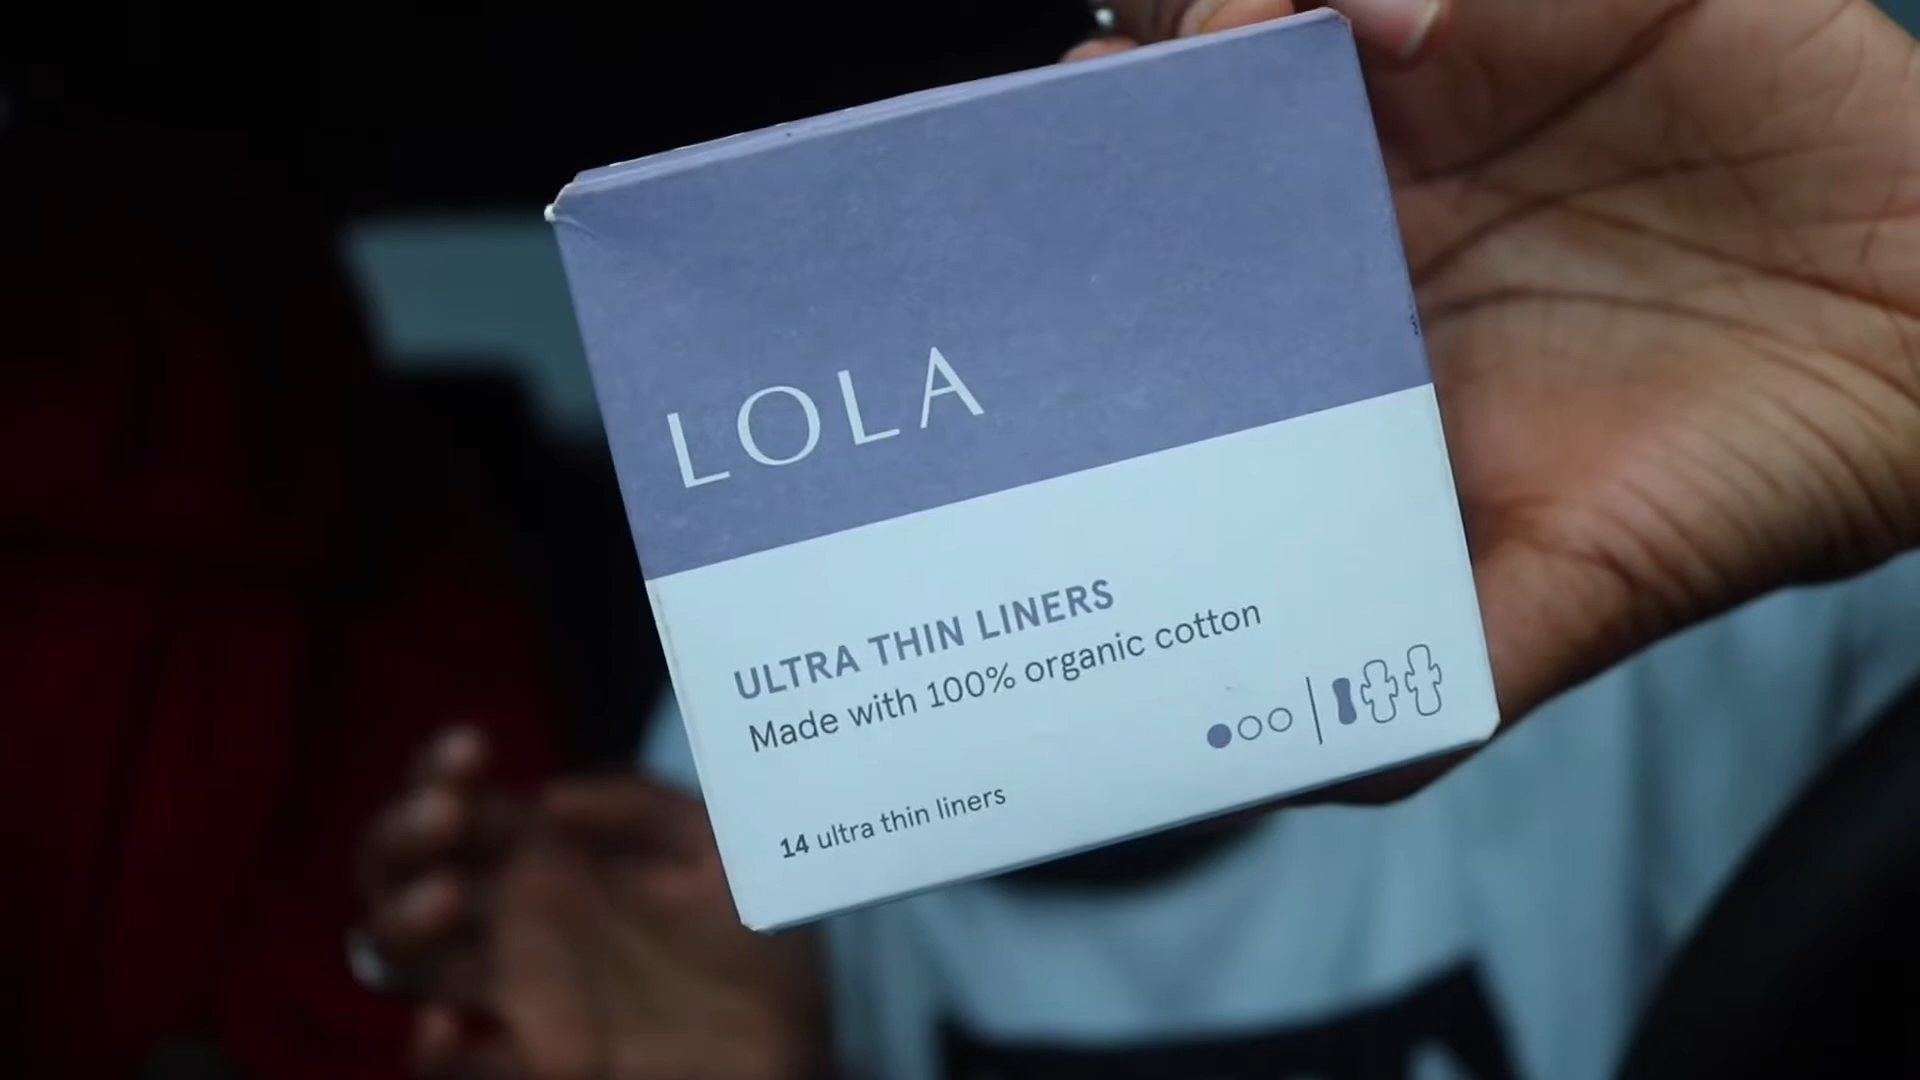 LOLA
ULTRA THIN LINERS
Made with 100% organic cotton
14 ultra thin liners